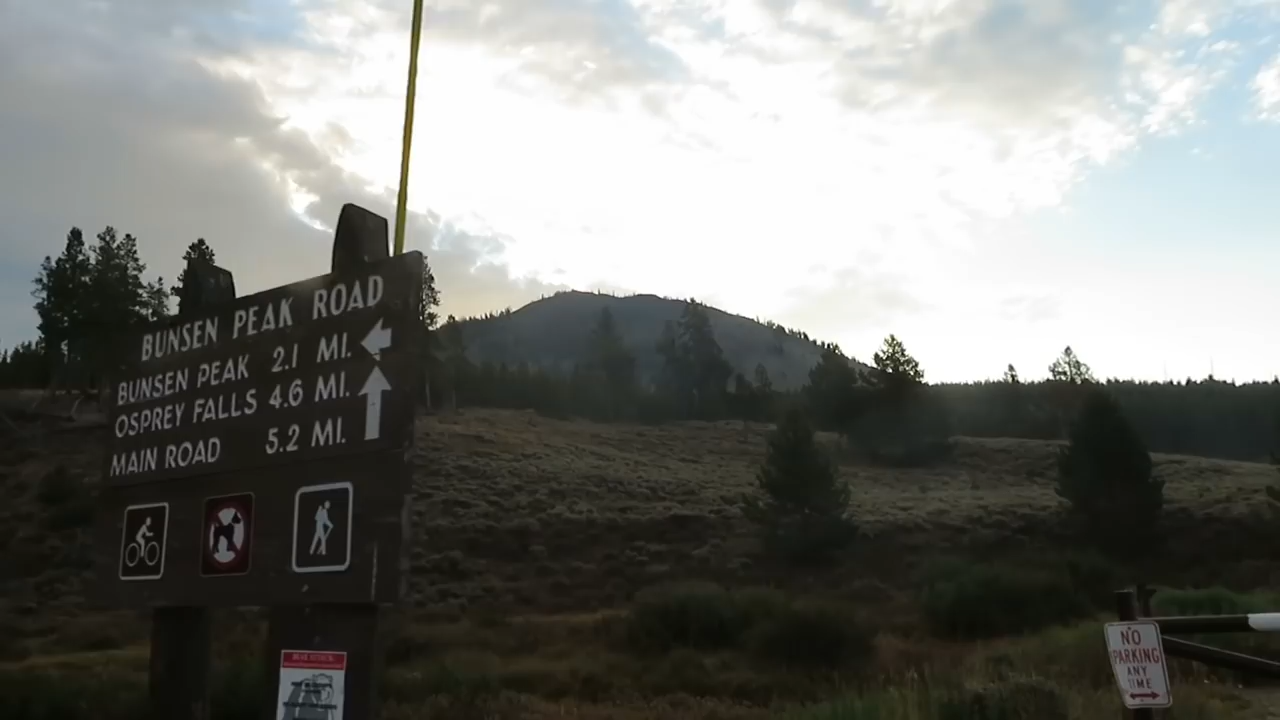 BUNSEN PEAK ROAD
BUNSEN PEAK 2.1 MI.
OSPREY FALLS 4.6 MI.
MAIN ROAD 5.2 MI.
NO
PARKING
ANY
TIME